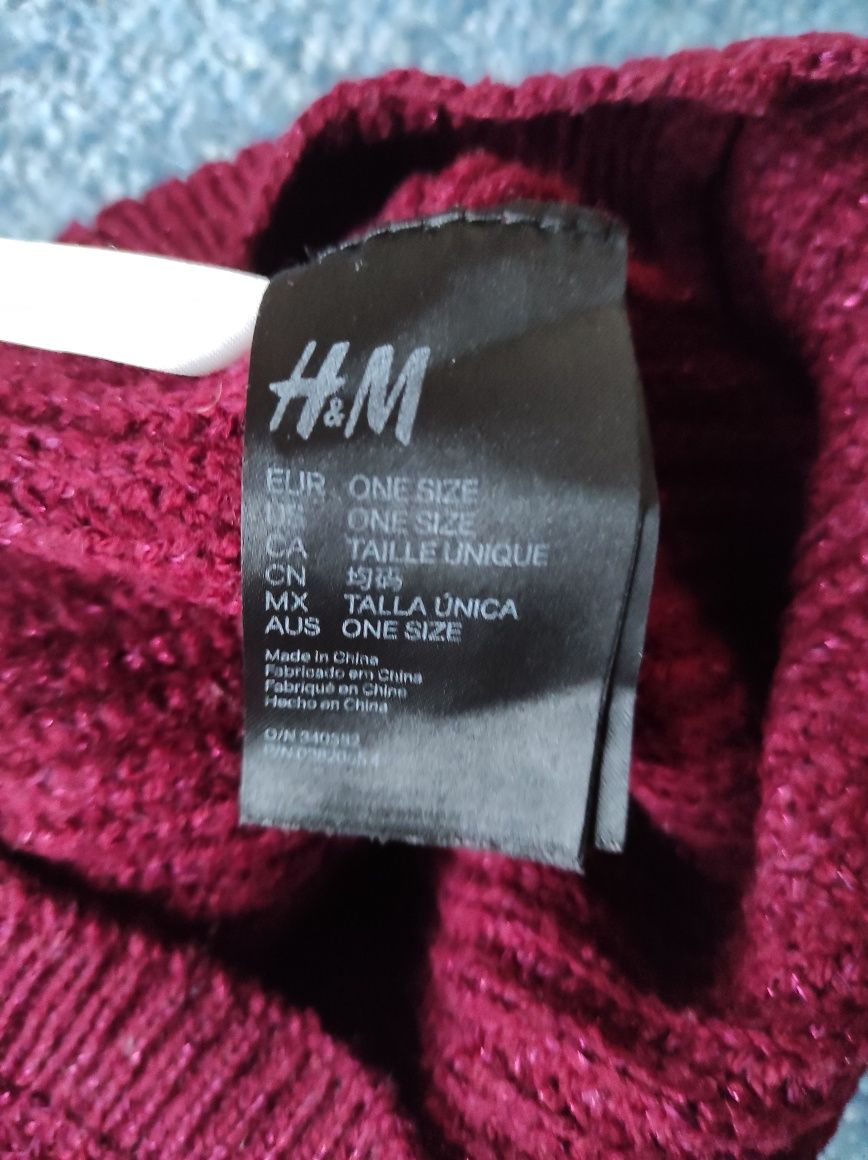 H&M
EUR ONE SIZE
US ONE SIZE
CA TAILLE UNIQUE
CN 均码
MX TALLA ÚNICA
AUS ONE SIZE
Made in China
Fabricado em China
Fabriqué en Chine
Hecho en China
O/N
P/N